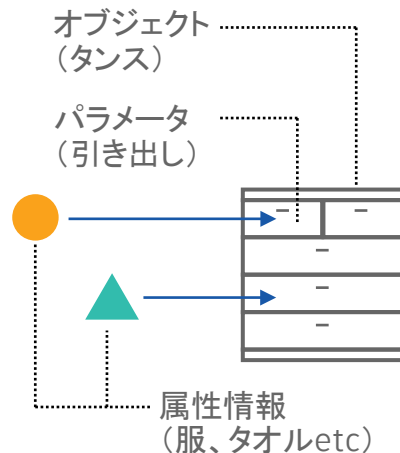 オブジェクト
（タンス）
パラメータ
（引き出し）
属性情報
（服、タオルetc）